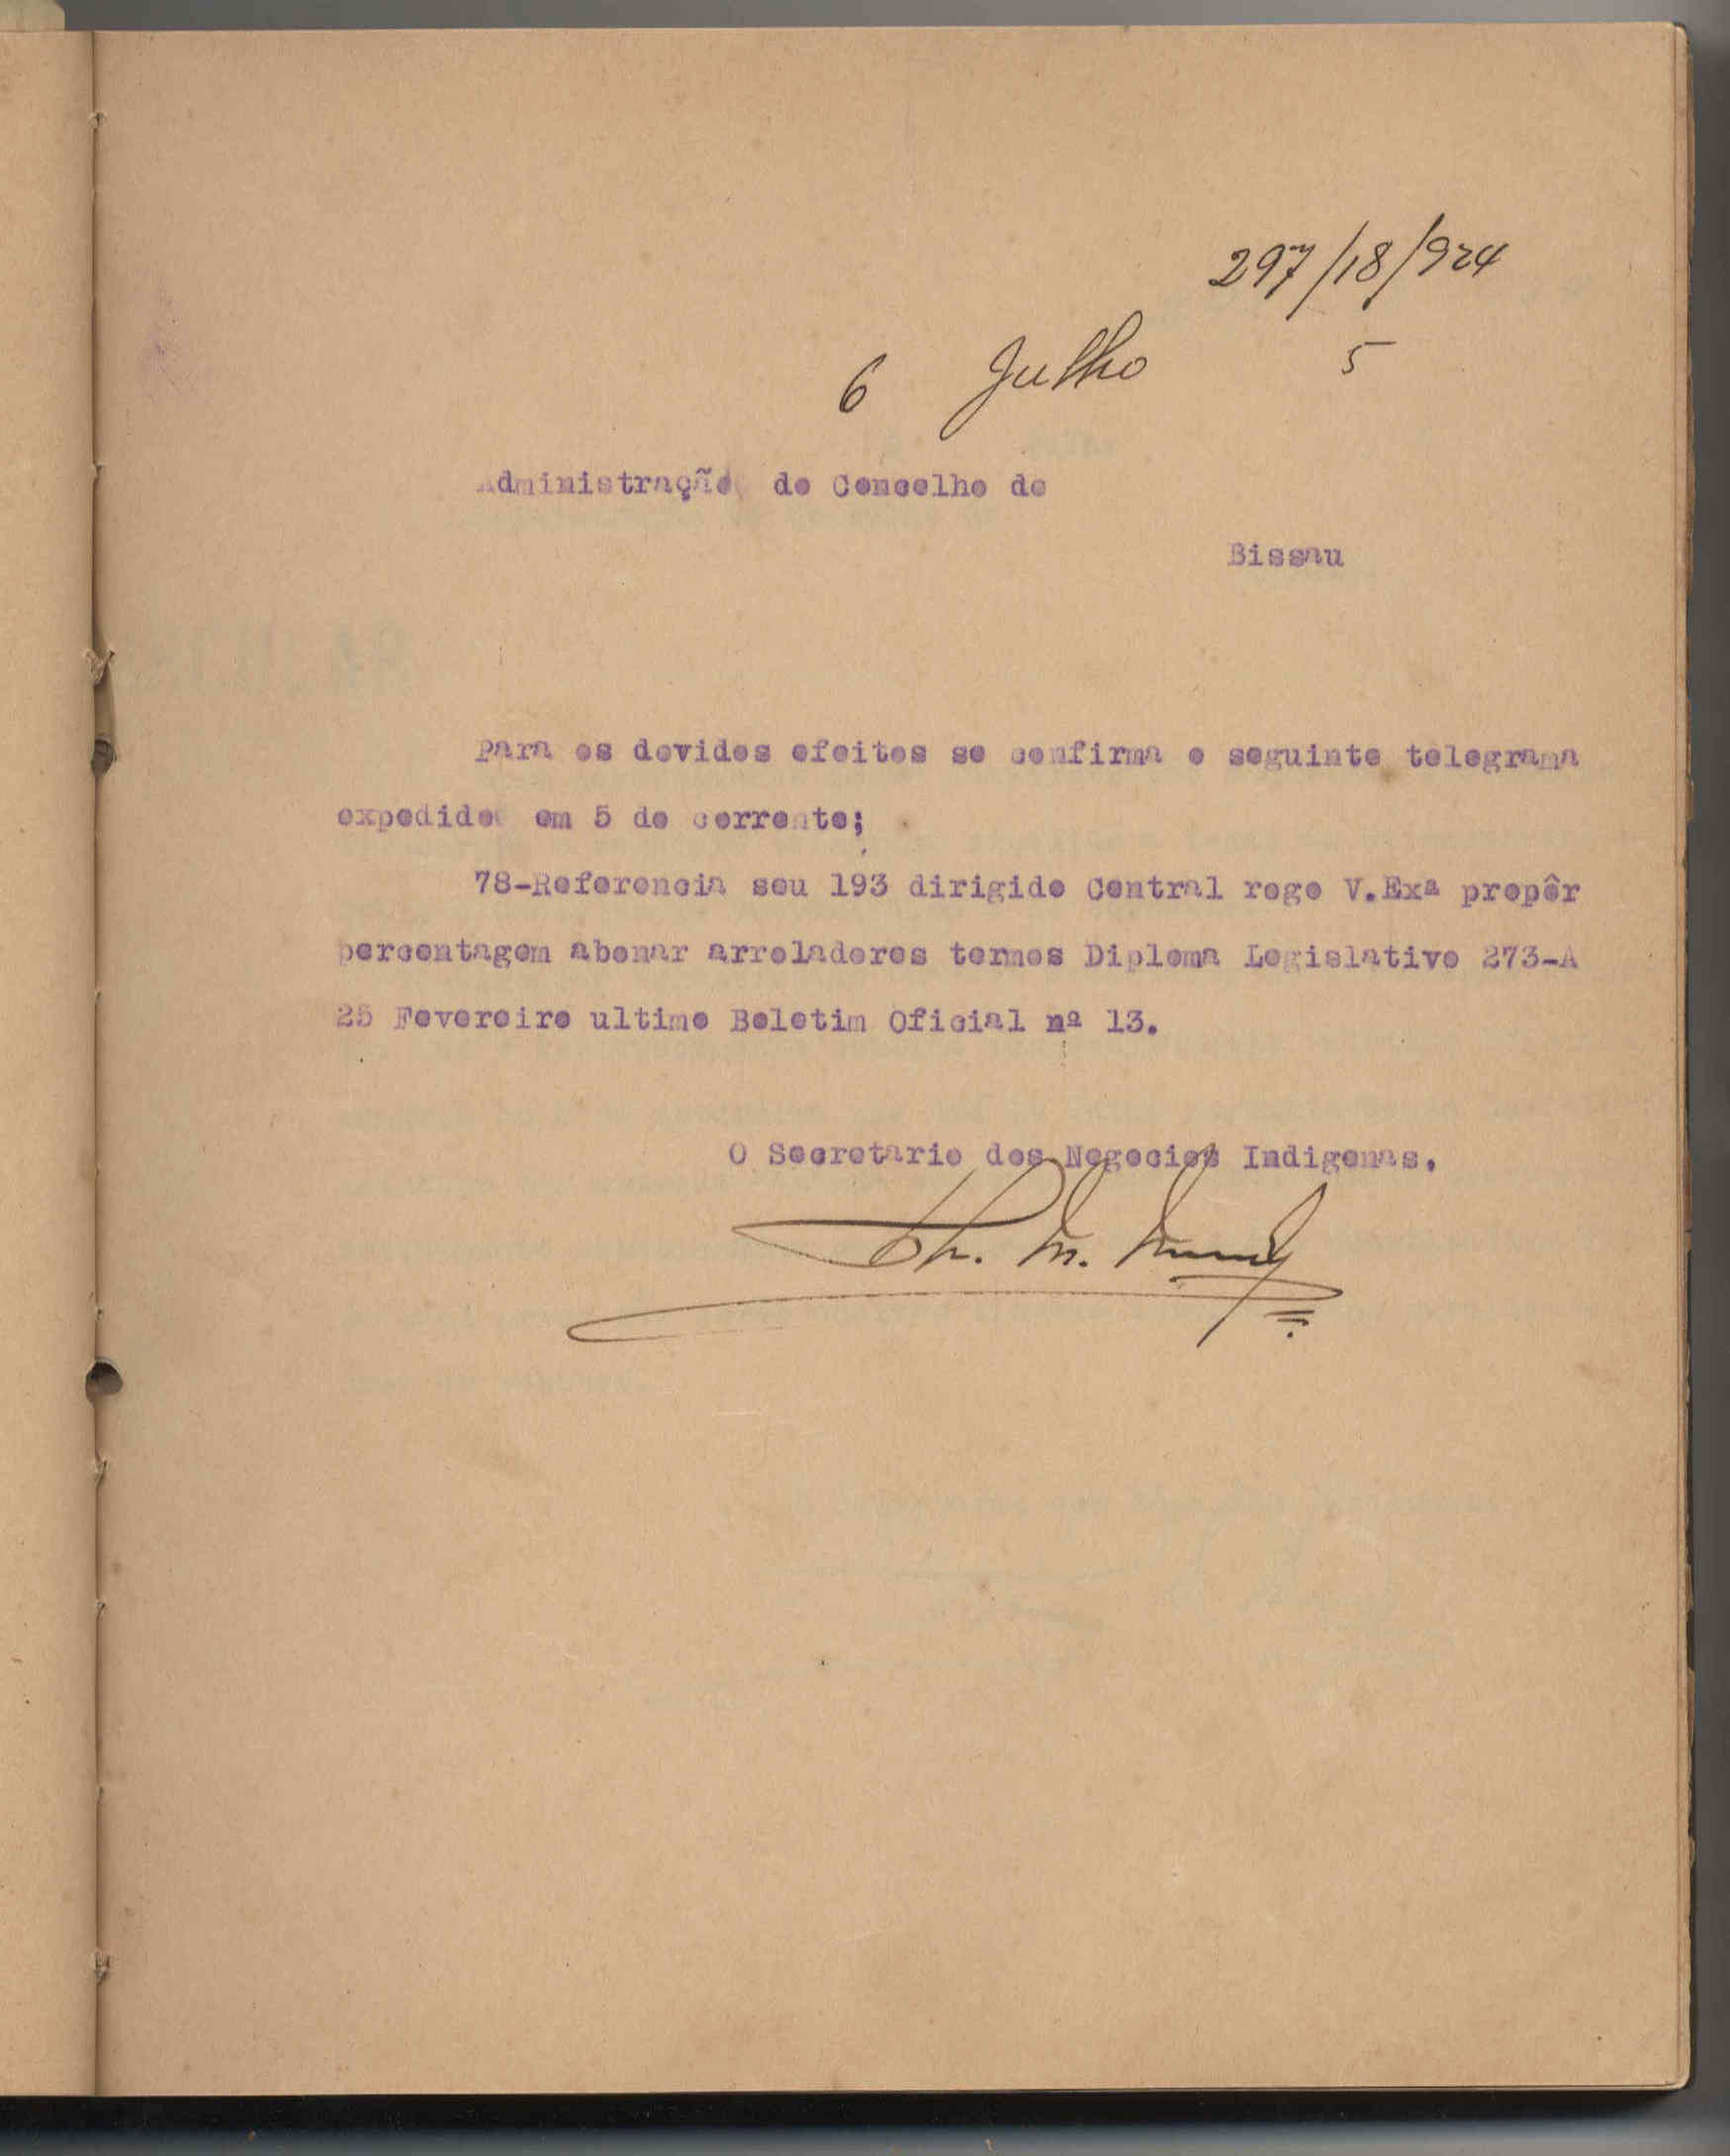 297/18/924
6 Julho 5
Administração do Concelho de
Bissau
Para os devidos efeitos se confirma o seguinte telegrama
expedido em 5 do corrente;
78-Referencia seu 193 dirigido Central rogo V.Exª propôr
percentagem abonar arroladores termos Diploma Legislativo 273-A
25 Fevereiro ultimo Boletim Oficial nº 13.
O Secretario dos Negocios Indigenas.